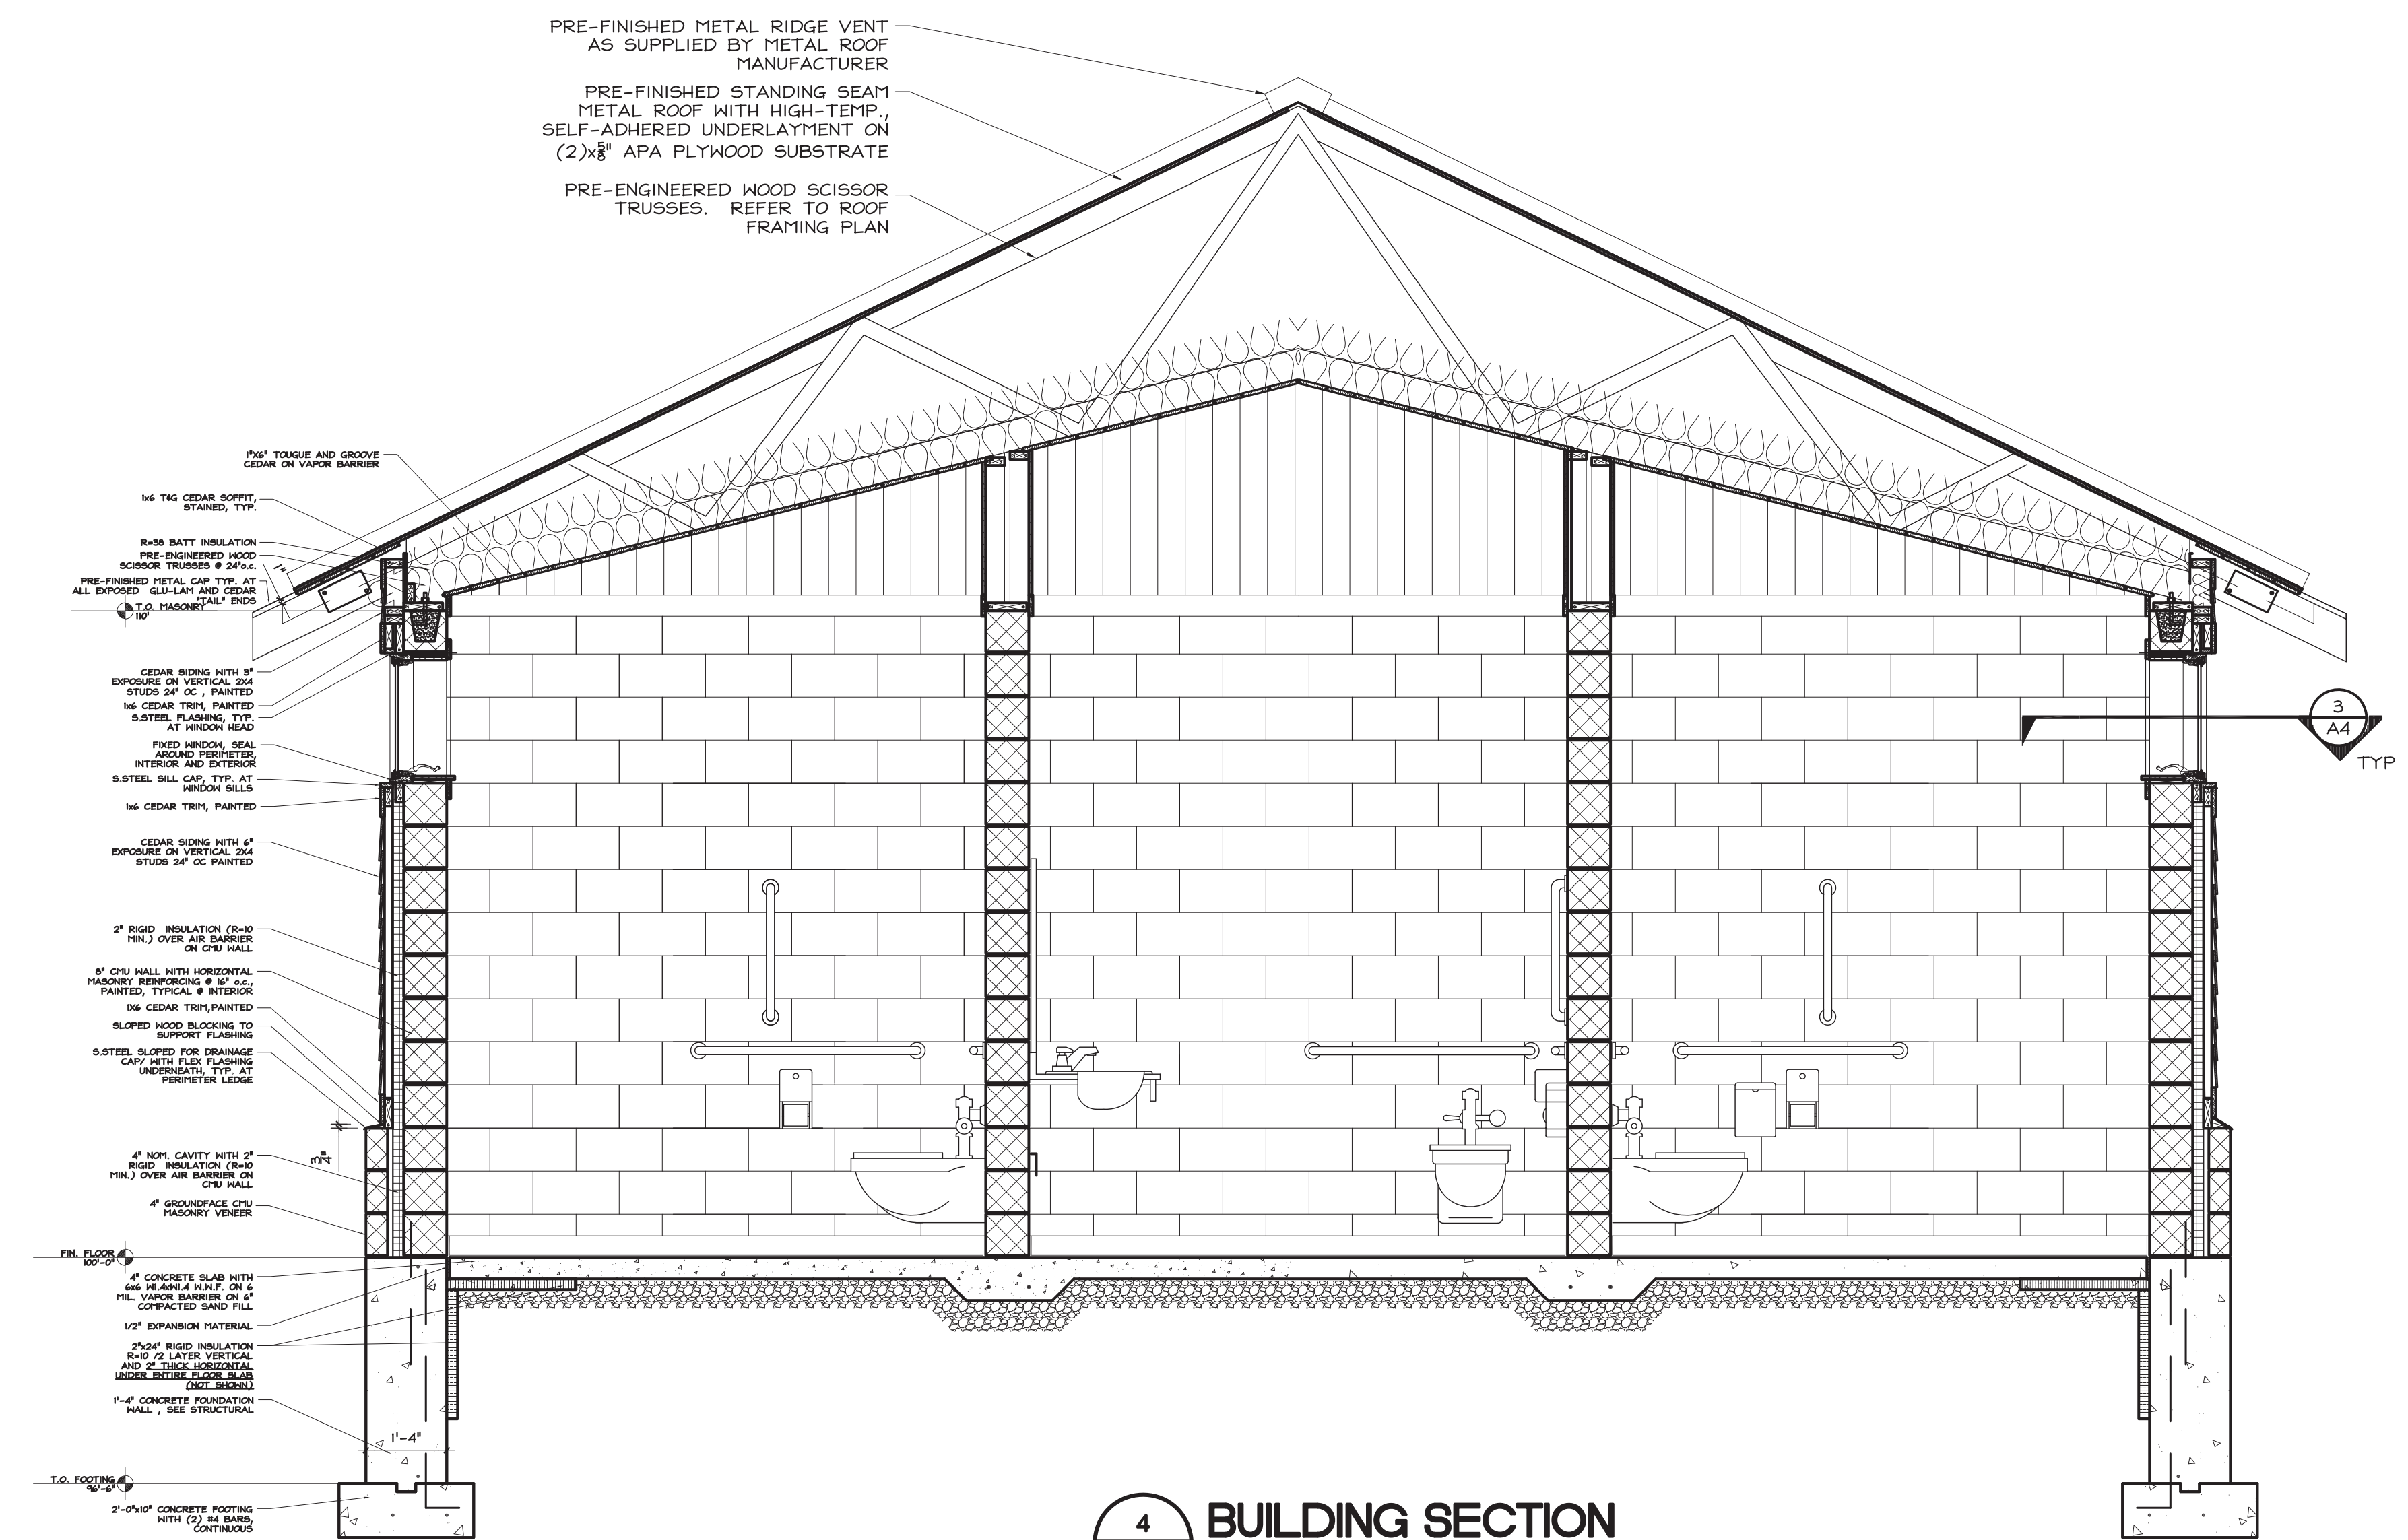 PRE-FINISHED METAL RIDGE VENT
AS SUPPLIED BY METAL ROOF
MANUFACTURER
PRE-FINISHED STANDING SEAM
METAL ROOF WITH HIGH-TEMP.,
SELF-ADHERED UNDERLAYMENT ON
(2)x5/8" APA PLYWOOD SUBSTRATE
PRE-ENGINEERED WOOD SCISSOR
TRUSSES. REFER TO ROOF
FRAMING PLAN
1"X6" TOUGUE AND GROOVE
CEDAR ON VAPOR BARRIER
1x6 T&G CEDAR SOFFIT,
STAINED, TYP.
R=38 BATT INSULATION
PRE-ENGINEERED WOOD
SCISSOR TRUSSES @ 24"o.c.
1"
PRE-FINISHED METAL CAP TYP. AT
ALL EXPOSED GLU-LAM AND CEDAR
"TAIL" ENDS
T.O. MASONRY
110'
CEDAR SIDING WITH 3"
EXPOSURE ON VERTICAL 2X4
STUDS 24" OC , PAINTED
1x6 CEDAR TRIM, PAINTED
S.STEEL FLASHING, TYP.
AT WINDOW HEAD
FIXED WINDOW, SEAL
AROUND PERIMETER,
INTERIOR AND EXTERIOR
S.STEEL SILL CAP, TYP. AT
WINDOW SILLS
1x6 CEDAR TRIM, PAINTED
3
A4
TYP
CEDAR SIDING WITH 6"
EXPOSURE ON VERTICAL 2X4
STUDS 24" OC PAINTED
2" RIGID INSULATION (R=10
MIN.) OVER AIR BARRIER
ON CMU WALL
8" CMU WALL WITH HORIZONTAL
MASONRY REINFORCING @ 16" o.c.,
PAINTED, TYPICAL @ INTERIOR
1X6 CEDAR TRIM,PAINTED
SLOPED WOOD BLOCKING TO
SUPPORT FLASHING
S.STEEL SLOPED FOR DRAINAGE
CAP/ WITH FLEX FLASHING
UNDERNEATH, TYP. AT
PERIMETER LEDGE
3/4"
4" NOM. CAVITY WITH 2"
RIGID INSULATION (R=10
MIN.) OVER AIR BARRIER ON
CMU WALL
4" GROUNDFACE CMU
MASONRY VENEER
FIN. FLOOR
100'-0"
4" CONCRETE SLAB WITH
6x6 W1.4xW1.4 W.W.F. ON 6
MIL. VAPOR BARRIER ON 6"
COMPACTED SAND FILL
1/2" EXPANSION MATERIAL
2"x24" RIGID INSULATION
R=10 /2 LAYER VERTICAL
AND 2" THICK HORIZONTAL
UNDER ENTIRE FLOOR SLAB
(NOT SHOWN)
1'-4" CONCRETE FOUNDATION
WALL , SEE STRUCTURAL
1'-4"
T.O. FOOTING
96'-6"
2'-0"x10" CONCRETE FOOTING
WITH (2) #4 BARS,
CONTINUOUS
4
BUILDING SECTION